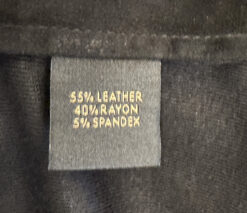 55% LEATHER
40% RAYON
5% SPANDEX